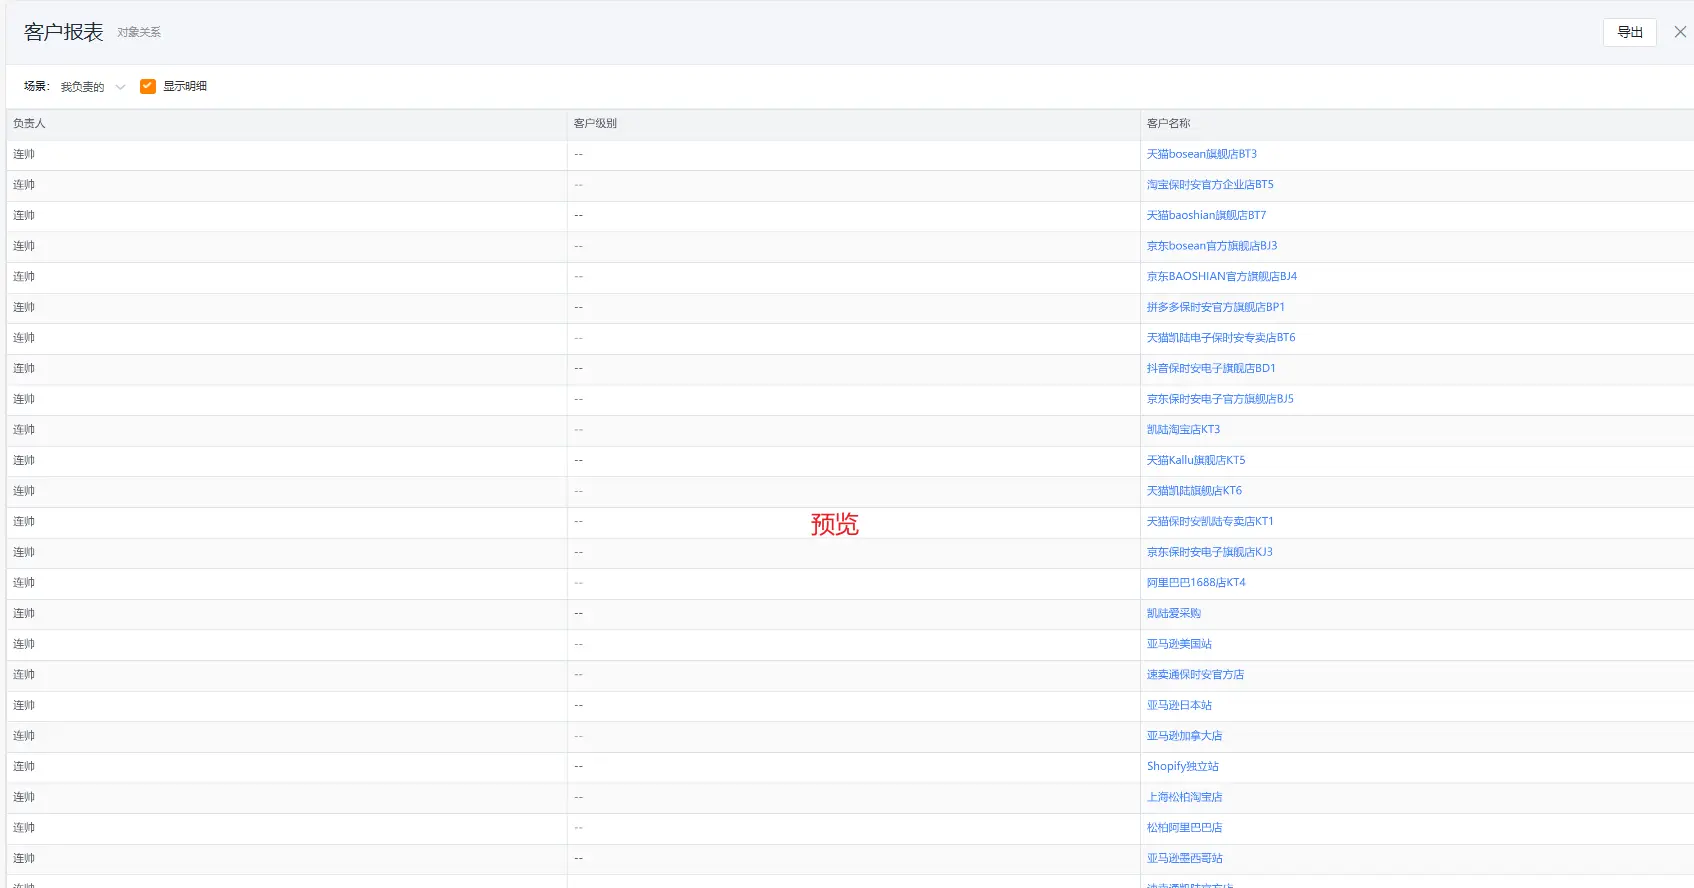 客户报表 对象关系 导出
场景： 我负责的 显示明细
负责人 客户级别 客户名称
连帅 -- 天猫bosean旗舰店BT3
连帅 -- 淘宝保时安官方企业店BT5
连帅 -- 天猫baoshian旗舰店BT7
连帅 -- 京东bosean官方旗舰店BJ3
连帅 -- 京东BAOSHIAN官方旗舰店BJ4
连帅 -- 拼多多保时安官方旗舰店BP1
连帅 -- 天猫凯陆电子保时安专卖店BT6
连帅 -- 抖音保时安电子旗舰店BD1
连帅 -- 京东保时安电子官方旗舰店BJ5
连帅 -- 凯陆淘宝店KT3
连帅 -- 天猫Kallu旗舰店KT5
连帅 -- 天猫凯陆旗舰店KT6
连帅 -- 预览 天猫保时安凯陆专卖店KT1
连帅 -- 京东保时安电子旗舰店KJ3
连帅 -- 阿里巴巴1688店KT4
连帅 -- 凯陆爱采购
连帅 -- 亚马逊美国站
连帅 -- 速卖通保时安官方店
连帅 -- 亚马逊日本站
连帅 -- 亚马逊加拿大店
连帅 -- Shopify独立站
连帅 -- 上海松柏淘宝店
连帅 -- 松柏阿里巴巴店
连帅 -- 亚马逊墨西哥站